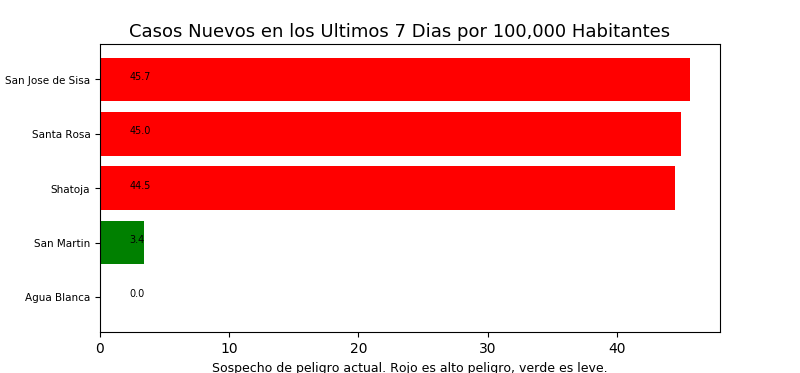 Casos Nuevos en los Ultimos 7 Dias por 100,000 Habitantes
San Jose de Sisa 45.7
Santa Rosa 45.0
Shatoja 44.5
San Martin 3.4
Agua Blanca 0.0
0 10 20 30 40
Sospecho de peligro actual. Rojo es alto peligro, verde es leve.